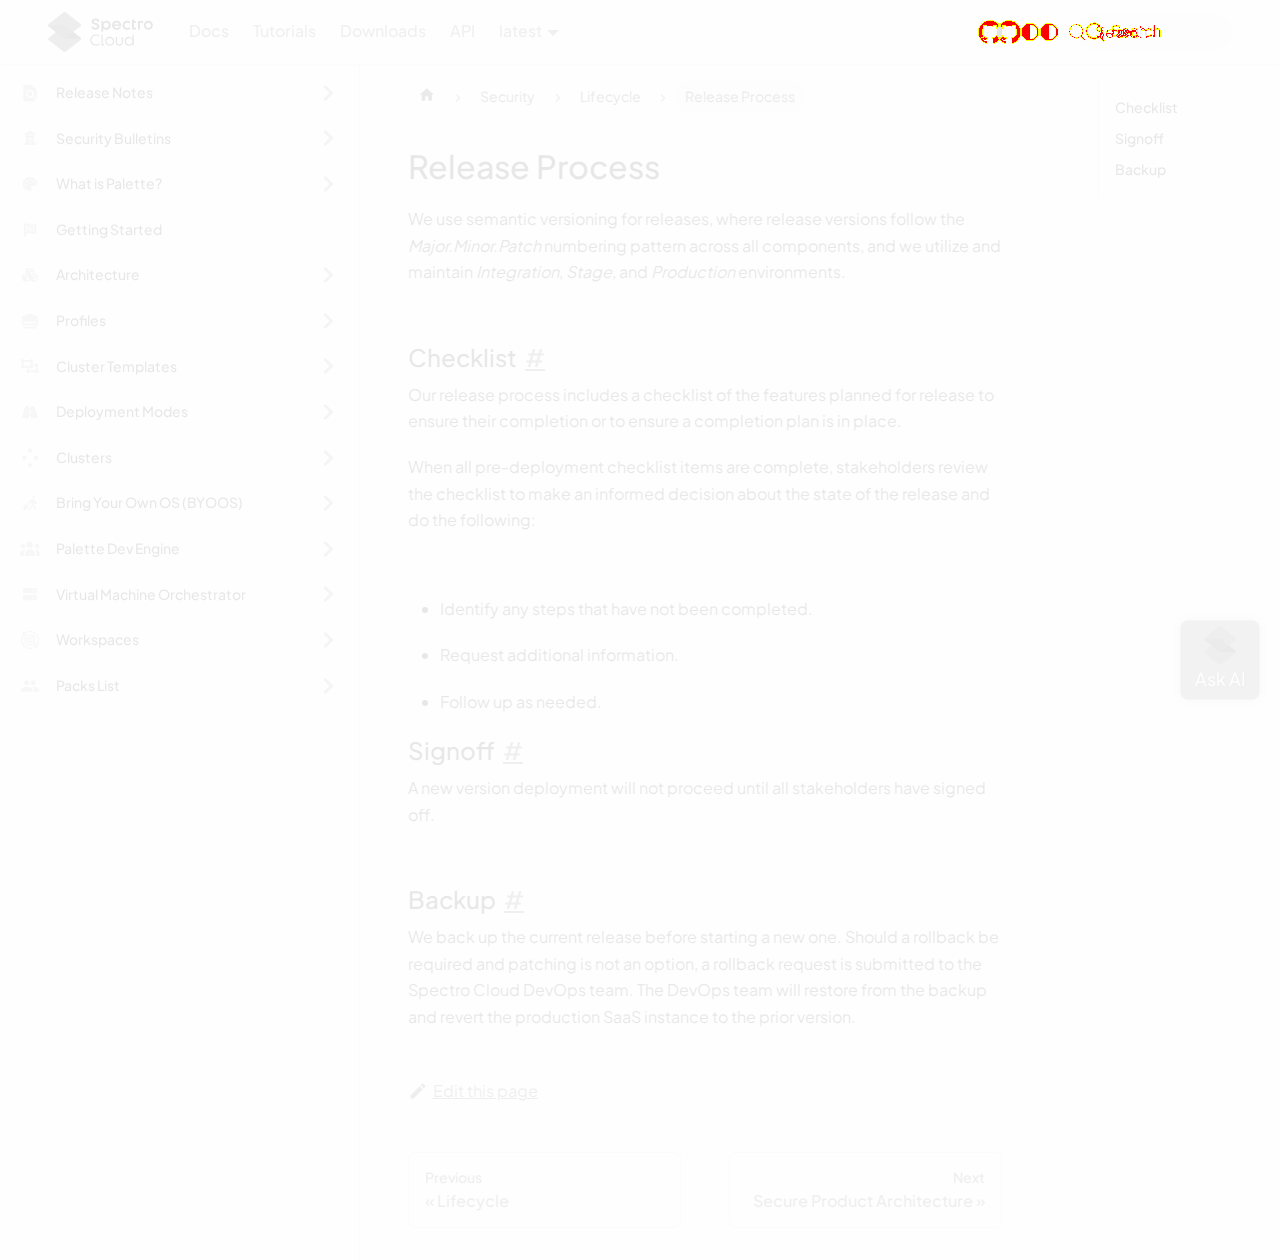 Spectro
Cloud
Docs
Tutorials
Downloads
API
latest
Search
Release Notes
Security Bulletins
What is Palette?
Getting Started
Architecture
Profiles
Cluster Templates
Deployment Modes
Clusters
Bring Your Own OS (BYOOS)
Palette Dev Engine
Virtual Machine Orchestrator
Workspaces
Packs List
Security
Lifecycle
Release Process
Release Process
We use semantic versioning for releases, where release versions follow the
Major.Minor.Patch numbering pattern across all components, and we utilize and
maintain Integration, Stage, and Production environments.
Checklist #
Our release process includes a checklist of the features planned for release to
ensure their completion or to ensure a completion plan is in place.
When all pre-deployment checklist items are complete, stakeholders review
the checklist to make an informed decision about the state of the release and
do the following:
Identify any steps that have not been completed.
Request additional information.
Follow up as needed.
Signoff #
A new version deployment will not proceed until all stakeholders have signed
off.
Backup #
We back up the current release before starting a new one. Should a rollback be
required and patching is not an option, a rollback request is submitted to the
Spectro Cloud DevOps team. The DevOps team will restore from the backup
and revert the production SaaS instance to the prior version.
Edit this page
Previous
« Lifecycle
Next
Secure Product Architecture »
Checklist
Signoff
Backup
Ask AI